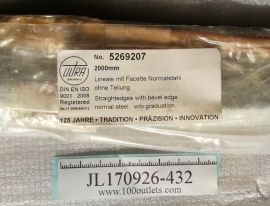 ULTRA
No 5269207
2000mm
Lineale mit Facette Normalstahl
ohne Teilung
Straightedges with bevel edge
normal steel w/o graduation
DIN EN ISO
9001 : 2008
Registered
125 JAHRE • TRADITION • PRÄZISION • INNOVATION
JL170926-432
www.100outlets.com